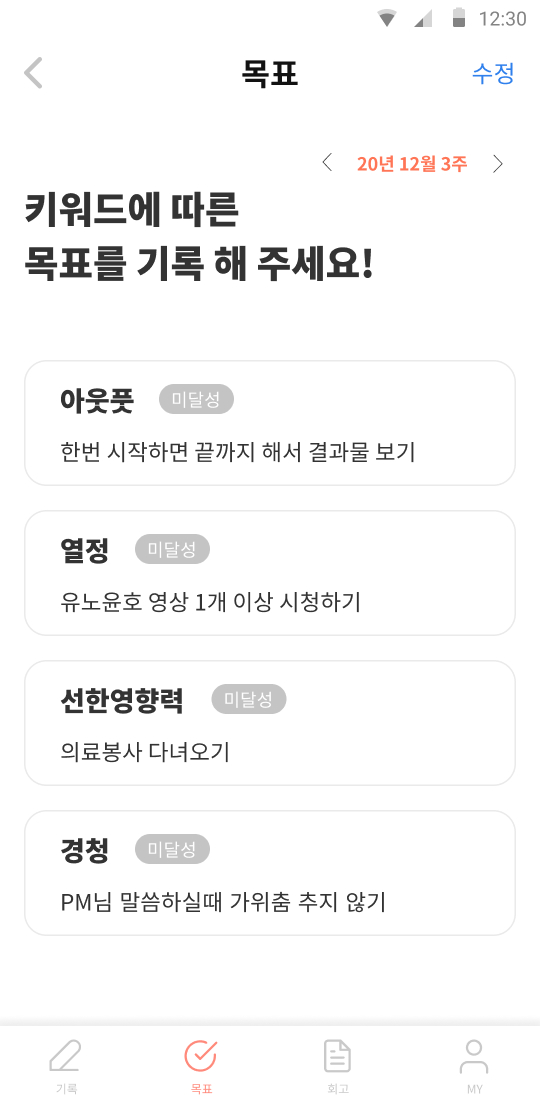 12:30
목표
수정
20년 12월 3주
키워드에 따른
목표를 기록 해 주세요!
아웃풋 미달성
한번 시작하면 끝까지 해서 결과물 보기
열정 미달성
유노윤호 영상 1개 이상 시청하기
선한영향력 미달성
의료봉사 다녀오기
경청 미달성
PM님 말씀하실때 가위춤 추지 않기
기록
목표
회고
MY